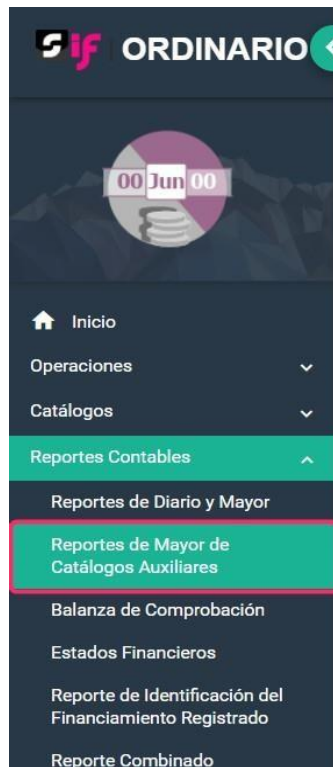 sif ORDINARIO
00 Jun 00
Inicio
Operaciones
Catálogos
Reportes Contables
Reportes de Diario y Mayor
Reportes de Mayor de
Catálogos Auxiliares
Balanza de Comprobación
Estados Financieros
Reporte de Identificación del
Financiamiento Registrado
Reporte Combinado